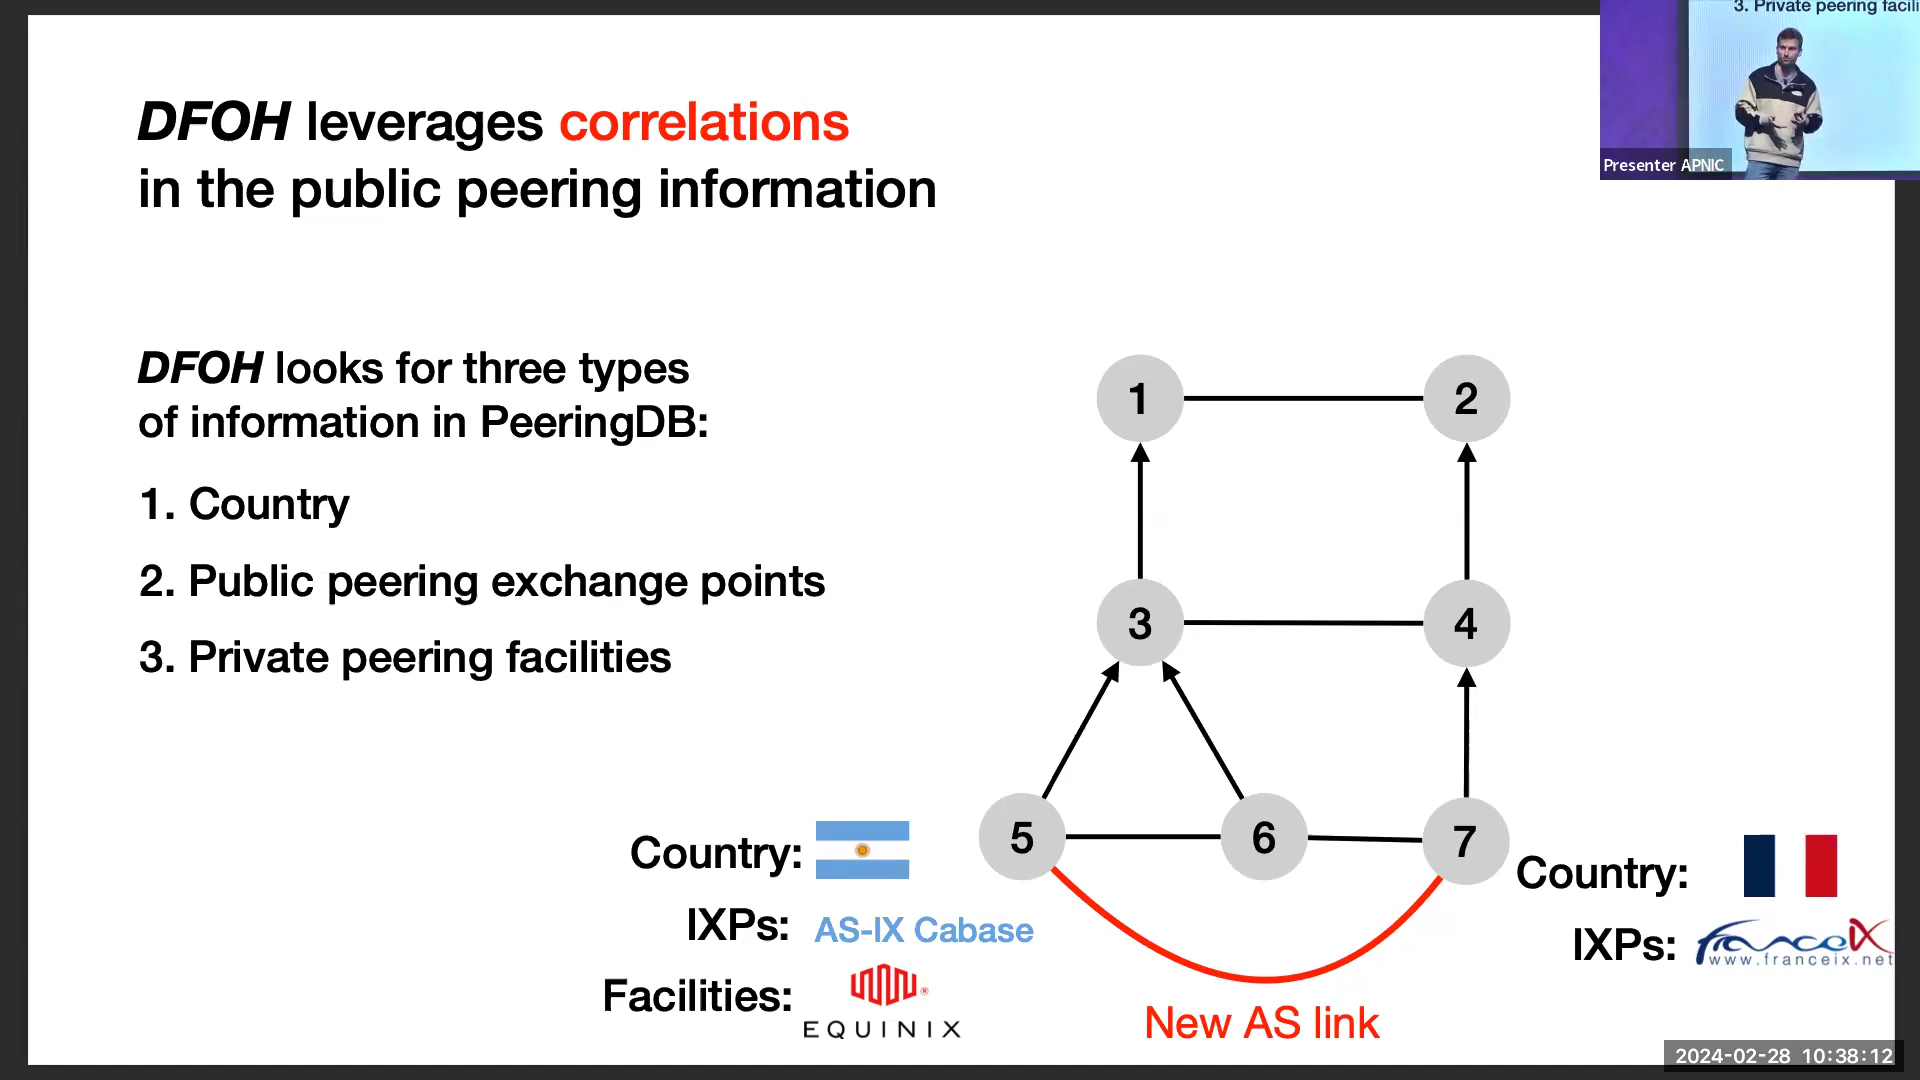 3. Private peering facili
Presenter APNIC
DFOH leverages correlations
in the public peering information
DFOH looks for three types
of information in PeeringDB:
1. Country
2. Public peering exchange points
3. Private peering facilities
1
2
3
4
5
6
7
Country:
IXPs: AS-IX Cabase
Facilities: EQUINIX
Country:
IXPs: franceIX
www.franceix.net
New AS link
2024-02-28 10:38:12